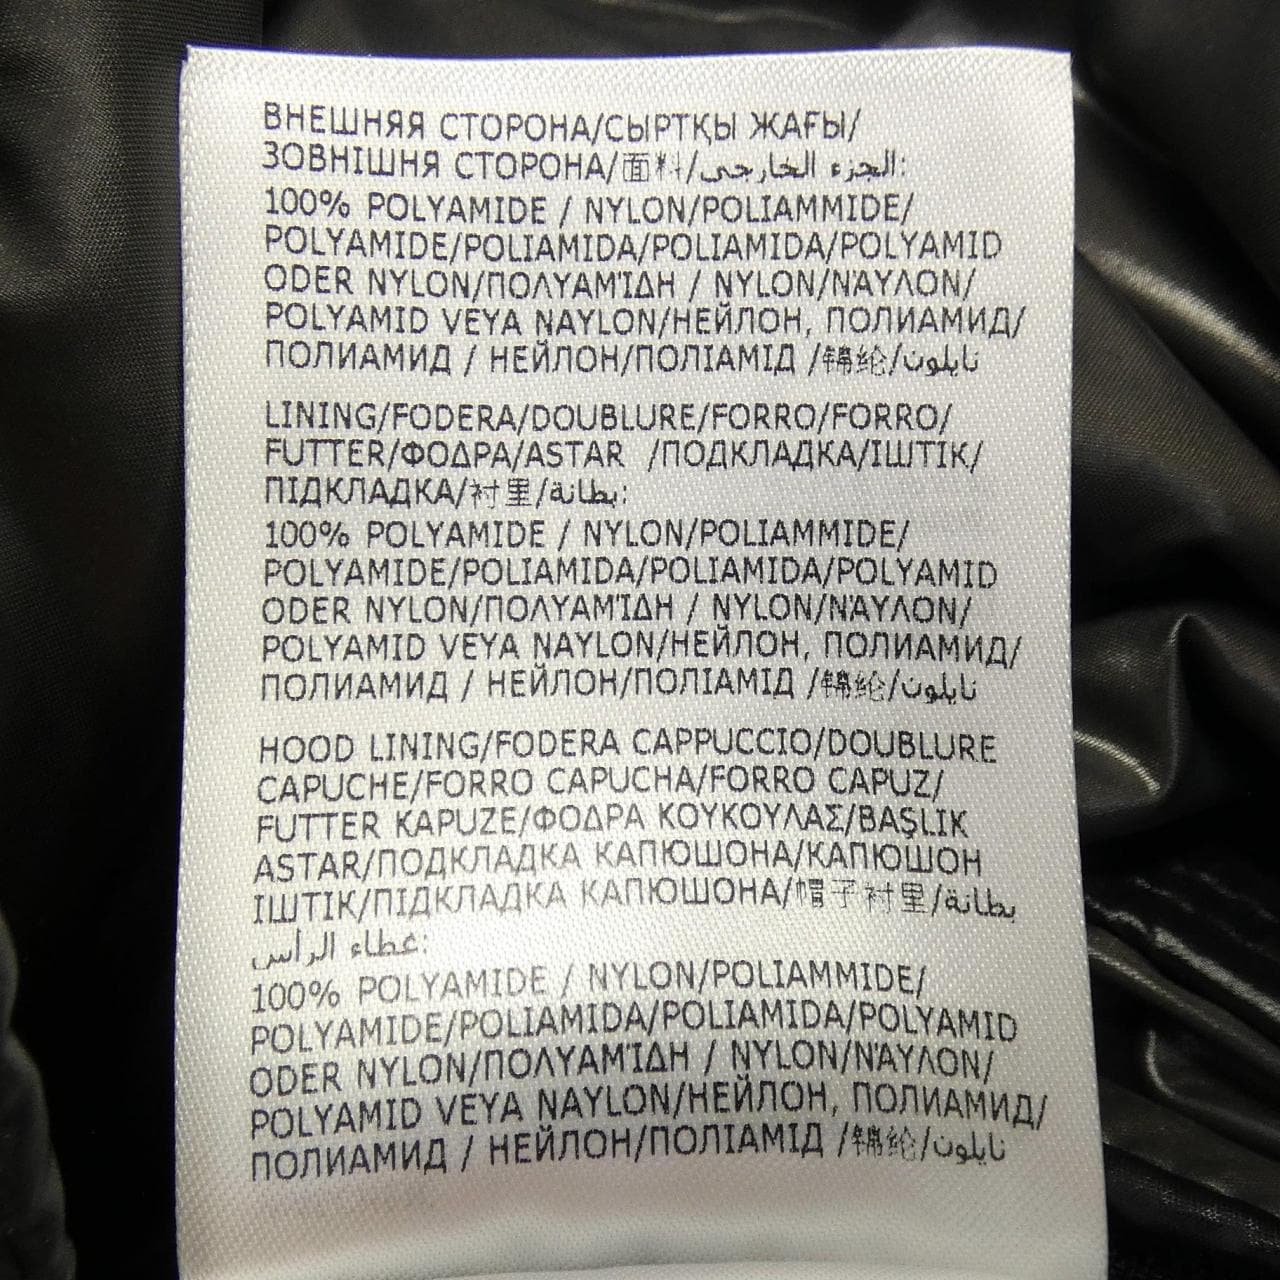 ВНЕШНЯЯ СТОРОНА/СЫРТҚЫ ЖАҒЫ/
ЗОВНІШНЯ СТОРОНА/面料/الجزء الخارجي:
100% POLYAMIDE / NYLON/POLIAMMIDE/
POLYAMIDE/POLIAMIDA/POLIAMIDA/POLYAMID
ODER NYLON/ΠΟΛΥΑΜΊΔΗ / NYLON/ΝΆΥΛΟΝ/
POLYAMID VEYA NAYLON/НЕЙЛОН, ПОЛИАМИД/
ПОЛИАМИД / НЕЙЛОН/ПОЛІАМІД /锦纶/نايلون
LINING/FODERA/DOUBLURE/FORRO/FORRO/
FUTTER/ΦΟΔΡΑ/ASTAR /ПОДКЛАДКА/ІШТІК/
ПІДКЛАДКА/衬里/بطانة:
100% POLYAMIDE / NYLON/POLIAMMIDE/
POLYAMIDE/POLIAMIDA/POLIAMIDA/POLYAMID
ODER NYLON/ΠΟΛΥΑΜΊΔΗ / NYLON/ΝΆΥΛΟΝ/
POLYAMID VEYA NAYLON/НЕЙЛОН, ПОЛИАМИД/
ПОЛИАМИД / НЕЙЛОН/ПОЛІАМІД /锦纶/نايلون
HOOD LINING/FODERA CAPPUCCIO/DOUBLURE
CAPUCHE/FORRO CAPUCHA/FORRO CAPUZ/
FUTTER KAPUZE/ΦΟΔΡΑ ΚΟΥΚΟΥΛΑΣ/BAŞLIK
ASTAR/ПОДКЛАДКА КАПЮШОНА/КАПЮШОН
ІШТІК/ПІДКЛАДКА КАПЮШОНА/帽子衬里/بطانة
غطاء الرأس:
100% POLYAMIDE / NYLON/POLIAMMIDE/
POLYAMIDE/POLIAMIDA/POLIAMIDA/POLYAMID
ODER NYLON/ΠΟΛΥΑΜΊΔΗ / NYLON/ΝΆΥΛΟΝ/
POLYAMID VEYA NAYLON/НЕЙЛОН, ПОЛИАМИД/
ПОЛИАМИД / НЕЙЛОН/ПОЛІАМІД /锦纶/نايلون